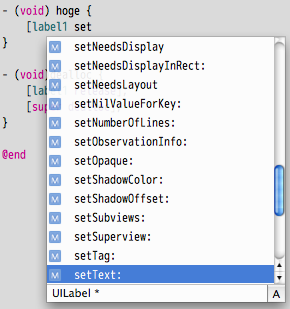 - (void) hoge {
[label1 set
}
setNeedsDisplay
setNeedsDisplayInRect:
setNeedsLayout
setNilValueForKey:
setNumberOfLines:
setObservationInfo:
setOpaque:
setShadowColor:
setShadowOffset:
setSubviews:
setSuperview:
setTag:
setText:
UILabel *
A
- (void)
[la
[sup
}
@end